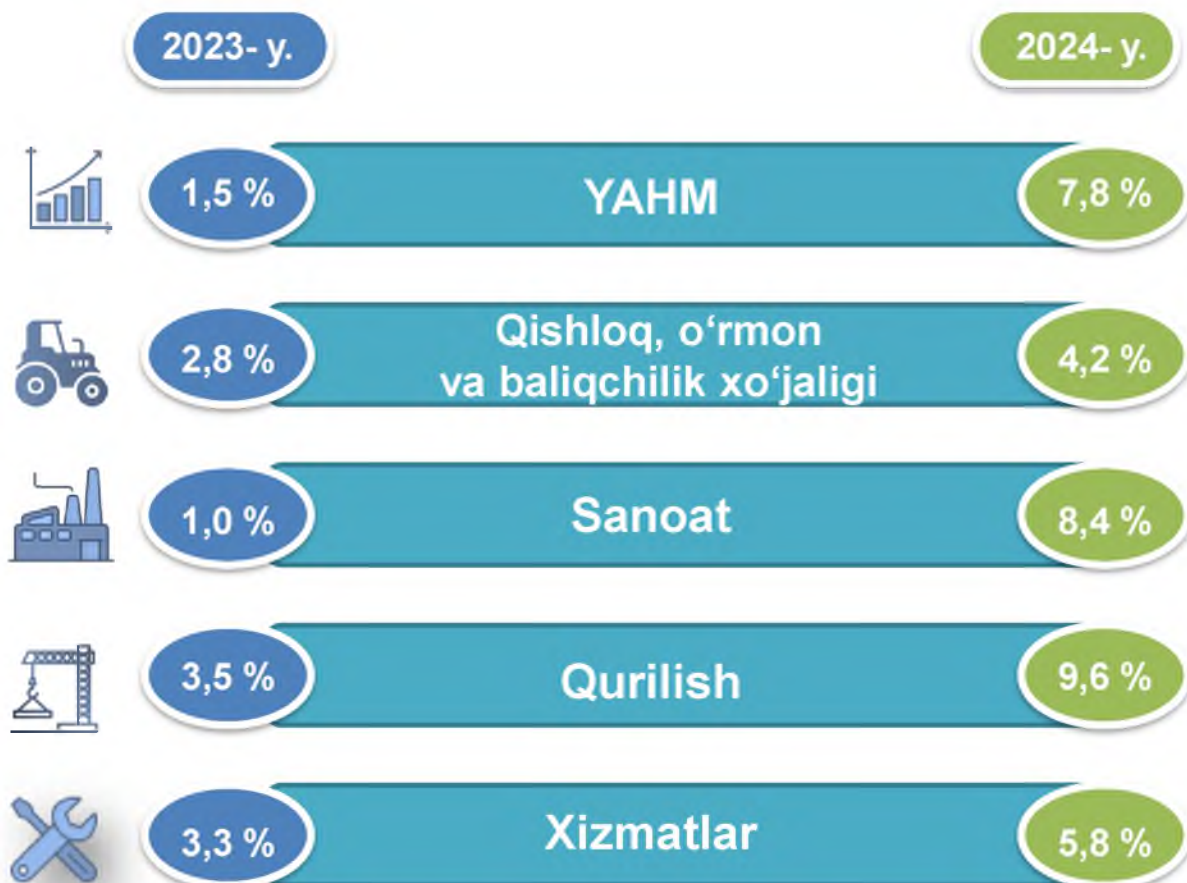 2023- y.
2024- y.
1,5 %
YAHM
7,8 %
2,8 %
Qishloq, o‘rmon
va baliqchilik xo‘jaligi
4,2 %
1,0 %
Sanoat
8,4 %
3,5 %
Qurilish
9,6 %
3,3 %
Xizmatlar
5,8 %